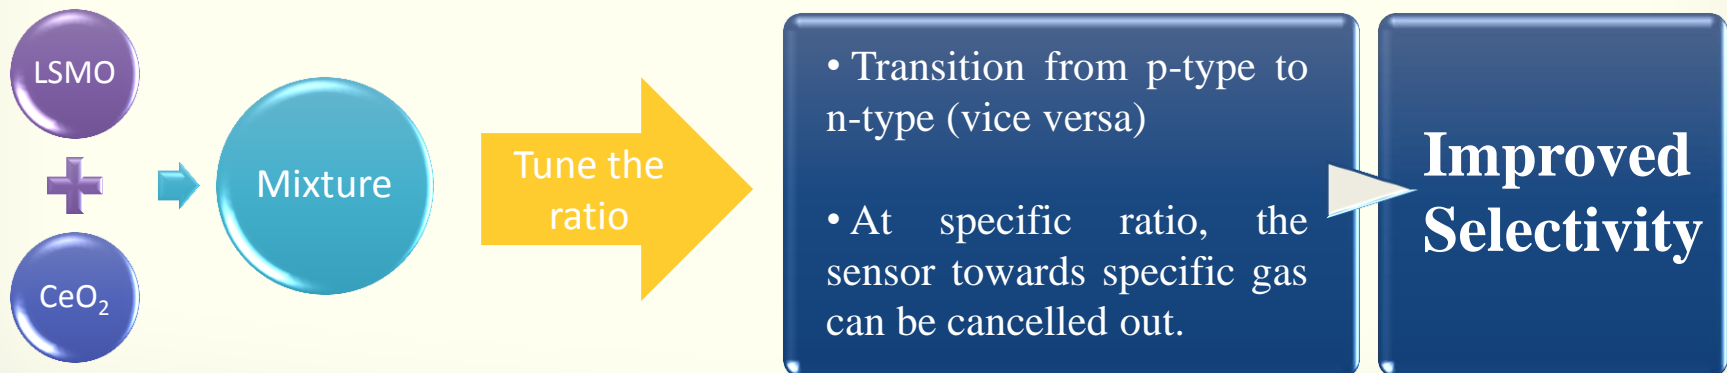 LSMO
CeO₂
Mixture
Tune the
ratio
• Transition from p-type to
n-type (vice versa)
• At specific ratio, the
sensor towards specific gas
can be cancelled out.
Improved
Selectivity